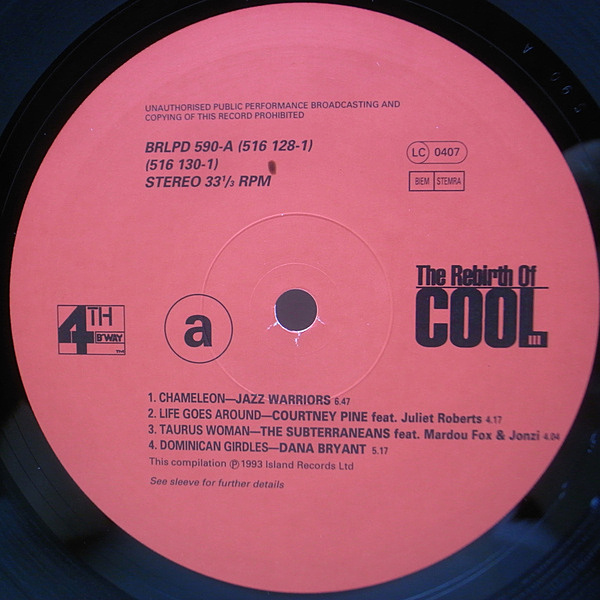 UNAUTHORISED PUBLIC PERFORMANCE BROADCASTING AND
COPYING OF THIS RECORD PROHIBITED
BRLPD 590-A (516 128-1)
(516 130-1)
STEREO 33¹/₃ RPM
LC 0407
BIEM STEMRA
The Rebirth Of
COOL
III
4TH
B'WAY
TM
a
1. CHAMELEON—JAZZ WARRIORS 6.47
2. LIFE GOES AROUND—COURTNEY PINE feat. Juliet Roberts 4.17
3. TAURUS WOMAN—THE SUBTERRANEANS feat. Mardou Fox & Jonzi 4.04
4. DOMINICAN GIRDLES—DANA BRYANT 5.17
This compilation ℗1993 Island Records Ltd
See sleeve for further details